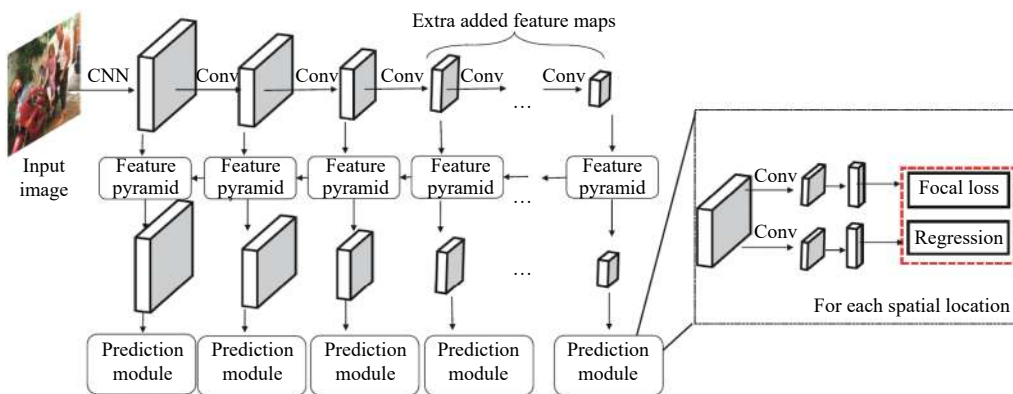 Extra added feature maps
CNN
Conv
Conv
Conv
Conv
Conv
...
Input
image
Feature
pyramid
Feature
pyramid
Feature
pyramid
Feature
pyramid
...
Feature
pyramid
...
Prediction
module
Prediction
module
Prediction
module
Prediction
module
Prediction
module
Conv
Focal loss
Conv
Regression
For each spatial location